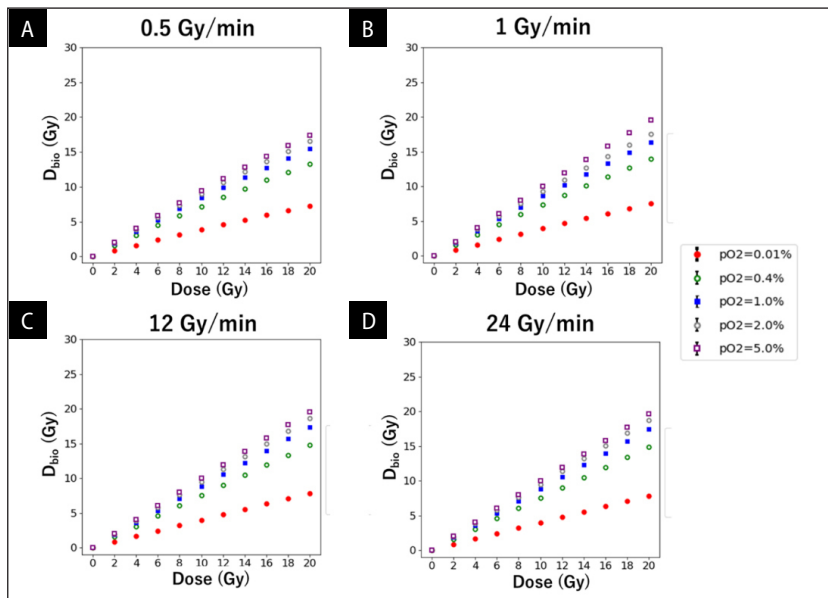 A
0.5 Gy/min
30
25
20
15
10
5
0
D_bio (Gy)
0 2 4 6 8 10 12 14 16 18 20
Dose (Gy)
B
1 Gy/min
30
25
20
15
10
5
0
D_bio (Gy)
0 2 4 6 8 10 12 14 16 18 20
Dose (Gy)
pO2=0.01%
pO2=0.4%
pO2=1.0%
pO2=2.0%
pO2=5.0%
C
12 Gy/min
30
25
20
15
10
5
0
D_bio (Gy)
0 2 4 6 8 10 12 14 16 18 20
Dose (Gy)
D
24 Gy/min
30
25
20
15
10
5
0
D_bio (Gy)
0 2 4 6 8 10 12 14 16 18 20
Dose (Gy)